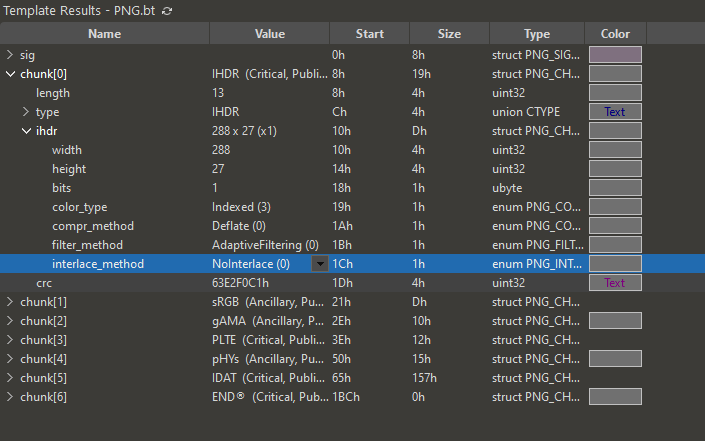 Template Results - PNG.bt
Name Value Start Size Type Color
sig 0h 8h struct PNG_SIG...
chunk[0] IHDR (Critical, Publi... 8h 19h struct PNG_CH...
length 13 8h 4h uint32
type IHDR Ch 4h union CTYPE Text
ihdr 288 x 27 (x1) 10h Dh struct PNG_CH...
width 288 10h 4h uint32
height 27 14h 4h uint32
bits 1 18h 1h ubyte
color_type Indexed (3) 19h 1h enum PNG_CO...
compr_method Deflate (0) 1Ah 1h enum PNG_CO...
filter_method AdaptiveFiltering (0) 1Bh 1h enum PNG_FILT...
interlace_method NoInterlace (0) 1Ch 1h enum PNG_INT...
crc 63E2F0C1h 1Dh 4h uint32 Text
chunk[1] sRGB (Ancillary, Pu... 21h Dh struct PNG_CH...
chunk[2] gAMA (Ancillary, Pu... 2Eh 10h struct PNG_CH...
chunk[3] PLTE (Critical, Publi... 3Eh 12h struct PNG_CH...
chunk[4] pHYs (Ancillary, Pu... 50h 15h struct PNG_CH...
chunk[5] IDAT (Critical, Publi... 65h 157h struct PNG_CH...
chunk[6] END® (Critical, Pub... 1BCh 0h struct PNG_CH...